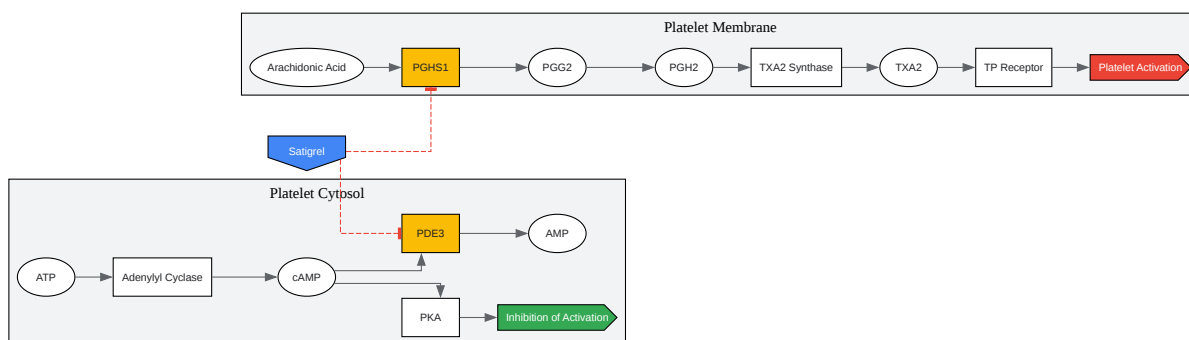 Platelet Membrane
Arachidonic Acid
PGHS1
PGG2
PGH2
TXA2 Synthase
TXA2
TP Receptor
Platelet Activation
Satigrel
Platelet Cytosol
PDE3
AMP
ATP
Adenylyl Cyclase
cAMP
PKA
Inhibition of Activation